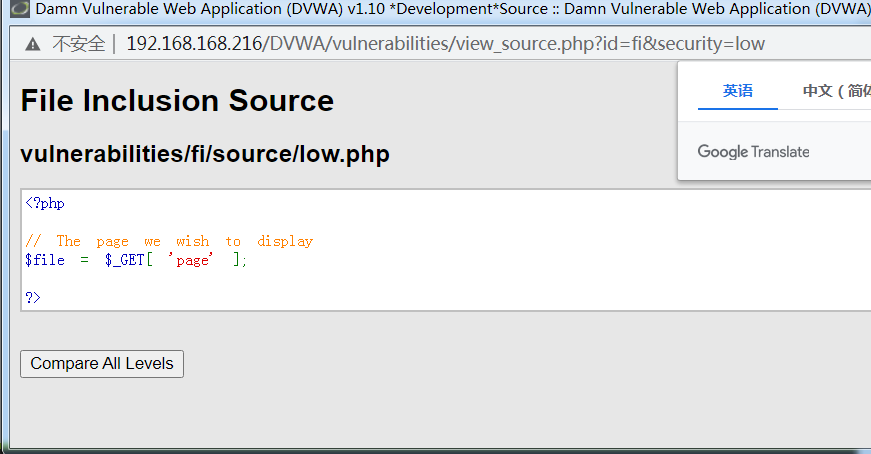 Damn Vulnerable Web Application (DVWA) v1.10 *Development*Source :: Damn Vulnerable Web Application (DVWA)
不安全 | 192.168.168.216/DVWA/vulnerabilities/view_source.php?id=fi&security=low
英语 中文（简体
Google Translate
File Inclusion Source
vulnerabilities/fi/source/low.php
<?php
// The page we wish to display
$file = $_GET[ 'page' ];
?>
Compare All Levels